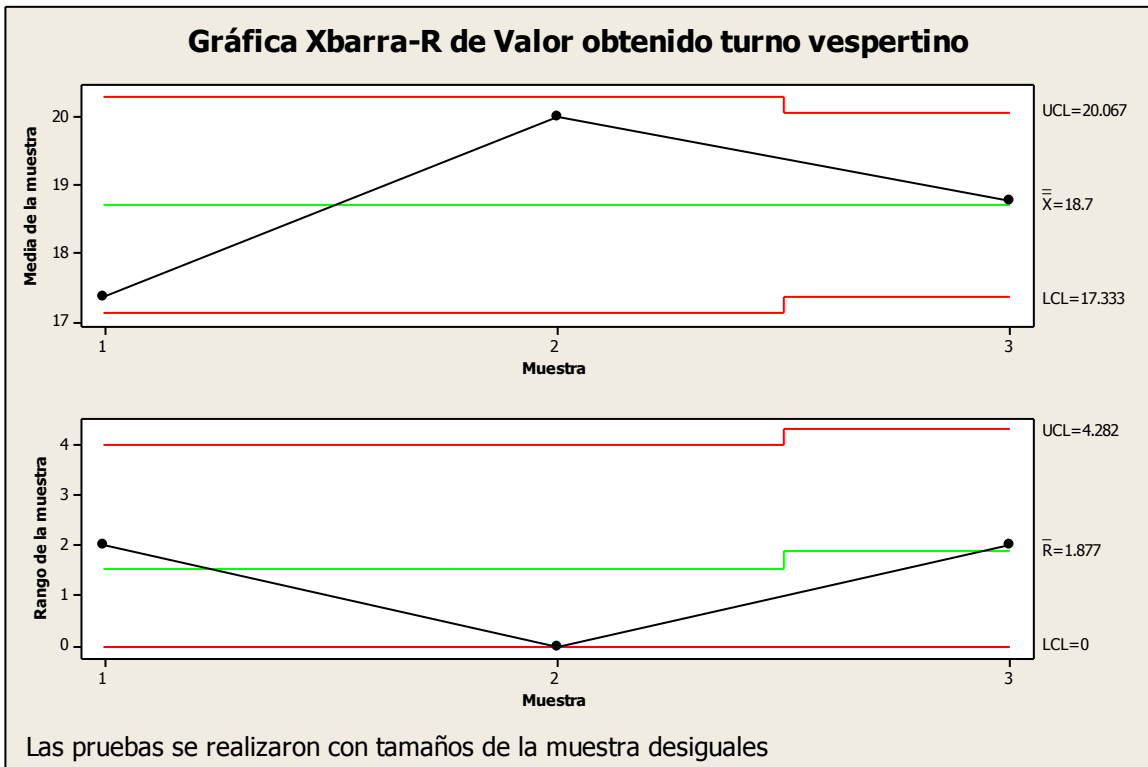 Gráfica Xbarra-R de Valor obtenido turno vespertino
Media de la muestra
20
19
18
17
1
2
3
Muestra
UCL=20.067
X̿=18.7
LCL=17.333
Rango de la muestra
4
3
2
1
0
1
2
3
Muestra
UCL=4.282
R̅=1.877
LCL=0
Las pruebas se realizaron con tamaños de la muestra desiguales